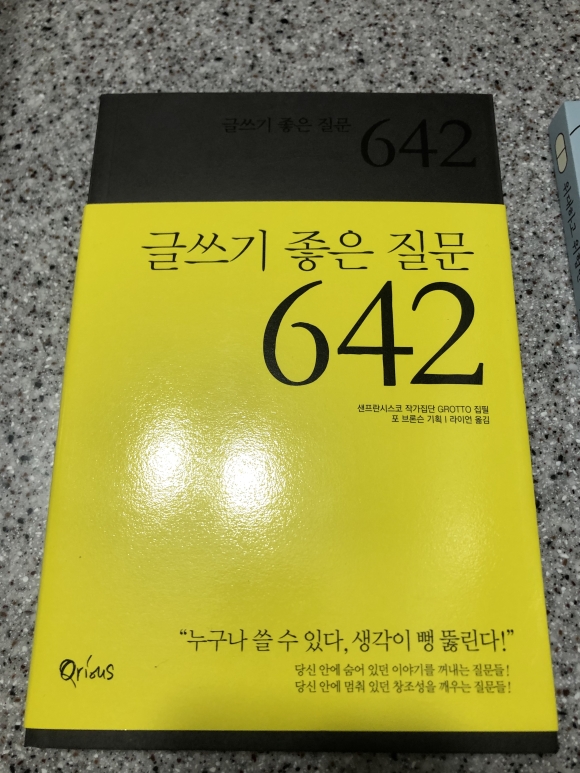 글쓰기 좋은 질문 642
글쓰기 좋은 질문
642
샌프란시스코 작가집단 GROTTO 집필
포 브론슨 기획 | 라이언 옮김
“누구나 쓸 수 있다, 생각이 뻥 뚫린다!”
당신 안에 숨어 있던 이야기를 꺼내는 질문들!
당신 안에 멈춰 있던 창조성을 깨우는 질문들!
Qrious